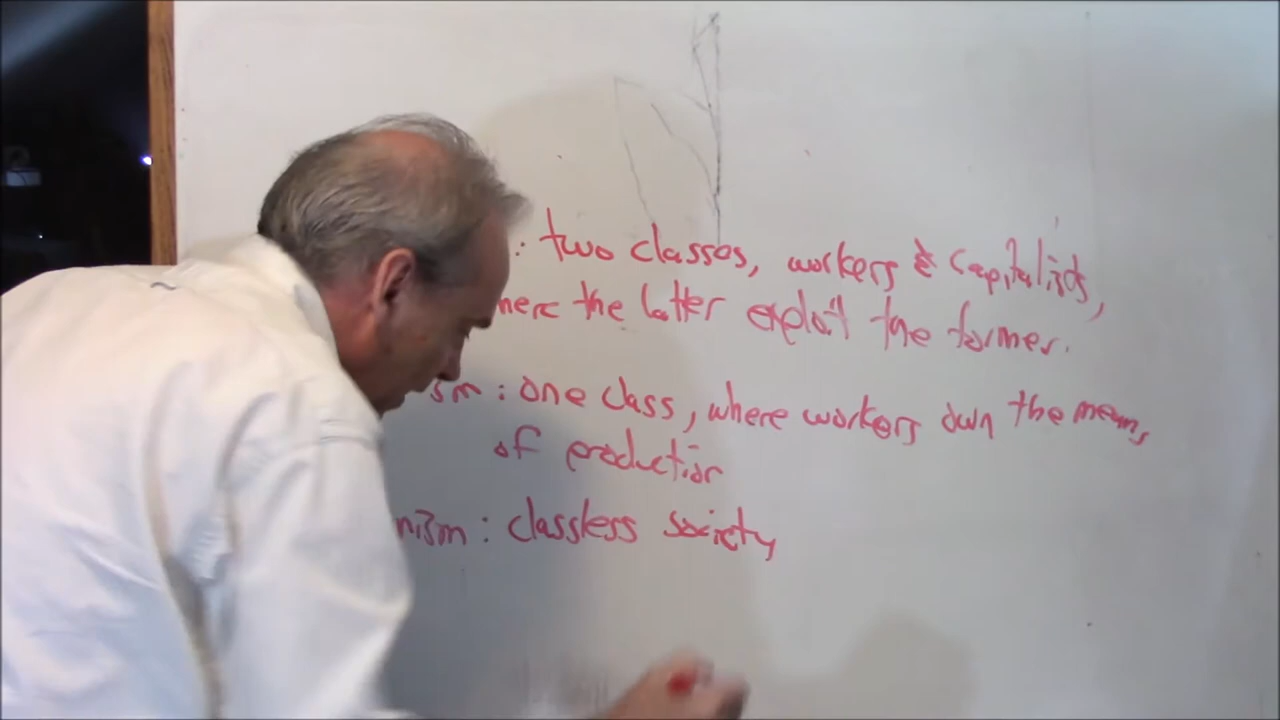 : two classes, workers & capitalists,
here the latter exploit the former.
sm : one class, where workers own the means
of production
nism : classless society